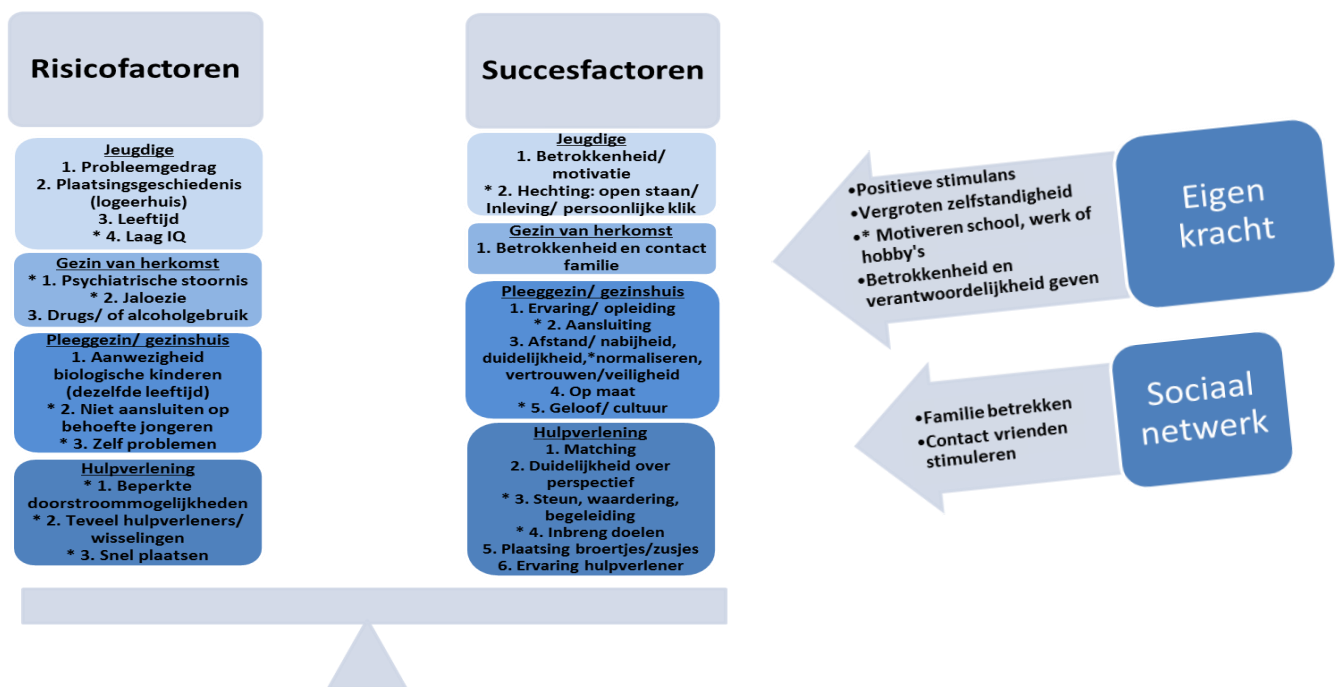 Risicofactoren
Jeugdige
1. Probleemgedrag
2. Plaatsingsgeschiedenis
(logeerhuis)
3. Leeftijd
* 4. Laag IQ
Gezin van herkomst
* 1. Psychiatrische stoornis
* 2. Jaloezie
3. Drugs/ of alcoholgebruik
Pleeggezin/ gezinshuis
1. Aanwezigheid
biologische kinderen
(dezelfde leeftijd)
* 2. Niet aansluiten op
behoefte jongeren
* 3. Zelf problemen
Hulpverlening
* 1. Beperkte
doorstroommogelijkheden
* 2. Teveel hulpverleners/
wisselingen
* 3. Snel plaatsen
Succesfactoren
Jeugdige
1. Betrokkenheid/
motivatie
* 2. Hechting: open staan/
Inleving/ persoonlijke klik
Gezin van herkomst
1. Betrokkenheid en contact
familie
Pleeggezin/ gezinshuis
1. Ervaring/ opleiding
* 2. Aansluiting
3. Afstand/ nabijheid,
duidelijkheid,*normaliseren,
vertrouwen/veiligheid
4. Op maat
* 5. Geloof/ cultuur
Hulpverlening
1. Matching
2. Duidelijkheid over
perspectief
* 3. Steun, waardering,
begeleiding
* 4. Inbreng doelen
5. Plaatsing broertjes/zusjes
6. Ervaring hulpverlener
•Positieve stimulans
•Vergroten zelfstandigheid
•* Motiveren school, werk of
hobby's
•Betrokkenheid en
verantwoordelijkheid geven
Eigen
kracht
•Familie betrekken
•Contact vrienden
stimuleren
Sociaal
netwerk